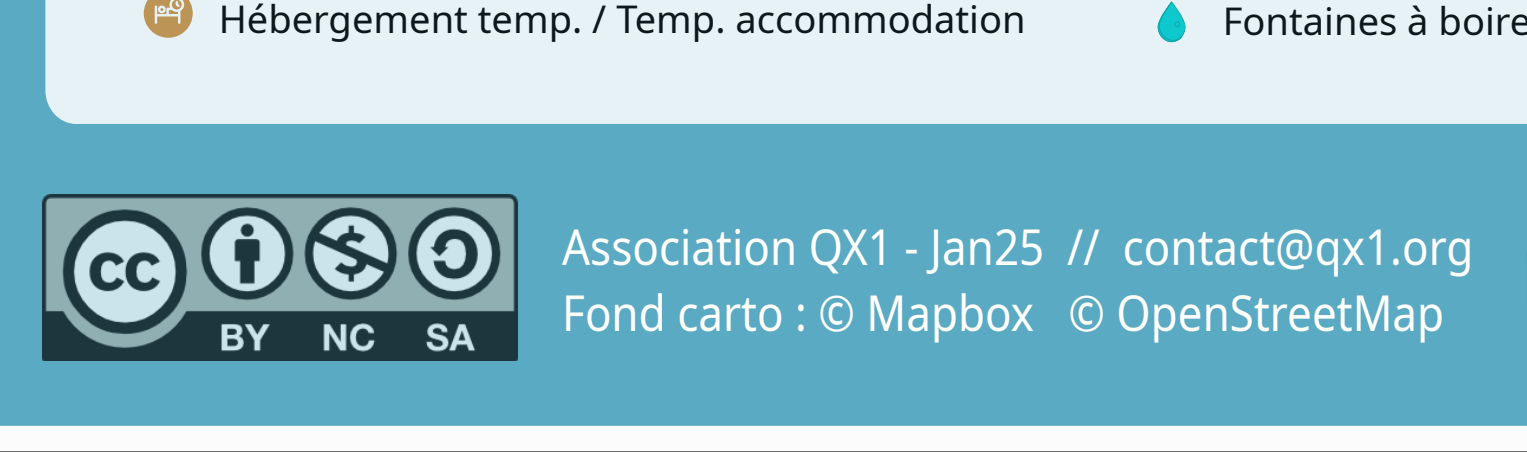 Hébergement temp. / Temp. accommodation
Fontaines à boire
cc
BY NC SA
Association QX1 - Jan25 // contact@qx1.org
Fond carto : © Mapbox © OpenStreetMap